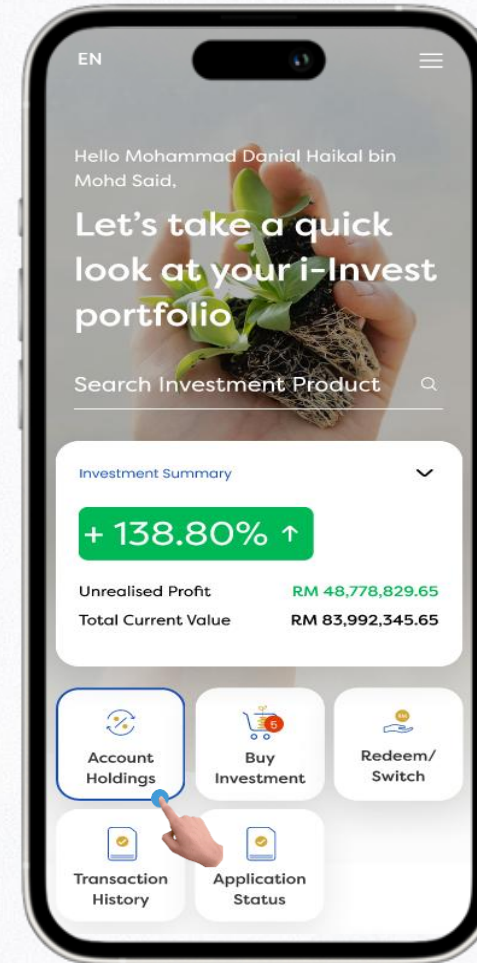 EN
Hello Mohammad Danial Haikal bin
Mohd Said,
Let's take a quick
look at your i-Invest
portfolio
Search Investment Product
Investment Summary
+ 138.80% ↑
Unrealised Profit RM 48,778,829.65
Total Current Value RM 83,992,345.65
Account
Holdings
5
Buy
Investment
Redeem/
Switch
Transaction
History
Application
Status